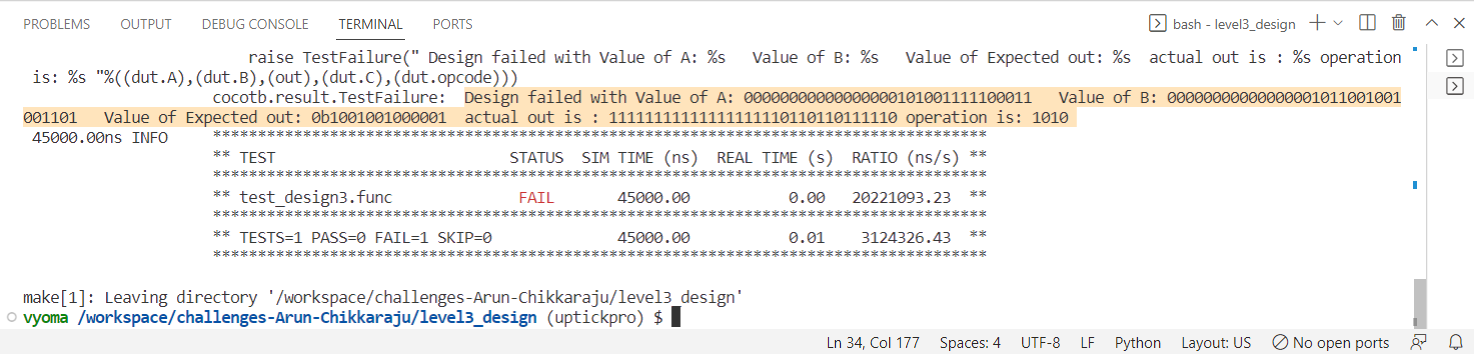 PROBLEMS OUTPUT DEBUG CONSOLE TERMINAL PORTS bash - level3_design
raise TestFailure(" Design failed with Value of A: %s   Value of B: %s   Value of Expected out: %s  actual out is : %s operation
is: %s "%((dut.A),(dut.B),(out),(dut.C),(dut.opcode)))
cocotb.result.TestFailure:  Design failed with Value of A: 00000000000000000101001111100011   Value of B: 00000000000000001011001001
001101   Value of Expected out: 0b1001001000001  actual out is : 11111111111111111110110110111110 operation is: 1010
45000.00ns INFO     **************************************************************************************
** TEST                          STATUS  SIM TIME (ns)  REAL TIME (s)  RATIO (ns/s) **
**************************************************************************************
** test_design3.func              FAIL       45000.00           0.00   20221093.23  **
**************************************************************************************
** TESTS=1 PASS=0 FAIL=1 SKIP=0              45000.00           0.01    3124326.43  **
**************************************************************************************
make[1]: Leaving directory '/workspace/challenges-Arun-Chikkaraju/level3_design'
vyoma /workspace/challenges-Arun-Chikkaraju/level3_design (uptickpro) $
Ln 34, Col 177 Spaces: 4 UTF-8 LF Python Layout: US No open ports